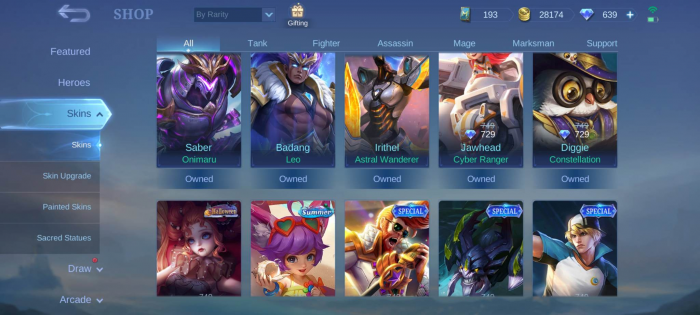 SHOP
By Rarity
Gifting
193
28174
639
+
Featured
Heroes
Skins
Skins
Skin Upgrade
Painted Skins
Sacred Statues
Draw
Arcade
All
Tank
Fighter
Assassin
Mage
Marksman
Support
Saber
Onimaru
Owned
Badang
Leo
Owned
Irithel
Astral Wanderer
Owned
749
729
Jawhead
Cyber Ranger
Owned
749
729
Diggie
Constellation
Owned
Halloween
Summer
SPECIAL
SPECIAL
SPECIAL